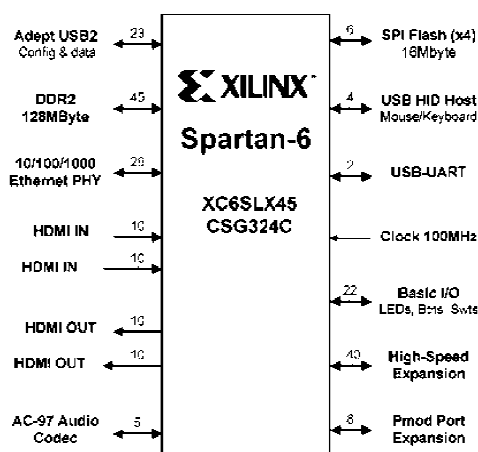 Adept USB2
Config & data
23
DDR2
128MByte
45
10/100/1000
Ethernet PHY
29
HDMI IN
10
HDMI IN
10
HDMI OUT
10
HDMI OUT
10
AC-97 Audio
Codec
5
XILINX
Spartan-6
XC6SLX45
CSG324C
6
SPI Flash (x4)
16Mbyte
4
USB HID Host
Mouse/Keyboard
2
USB-UART
Clock 100MHz
22
Basic I/O
LEDs, Btns, Swts
40
High-Speed
Expansion
8
Pmod Port
Expansion